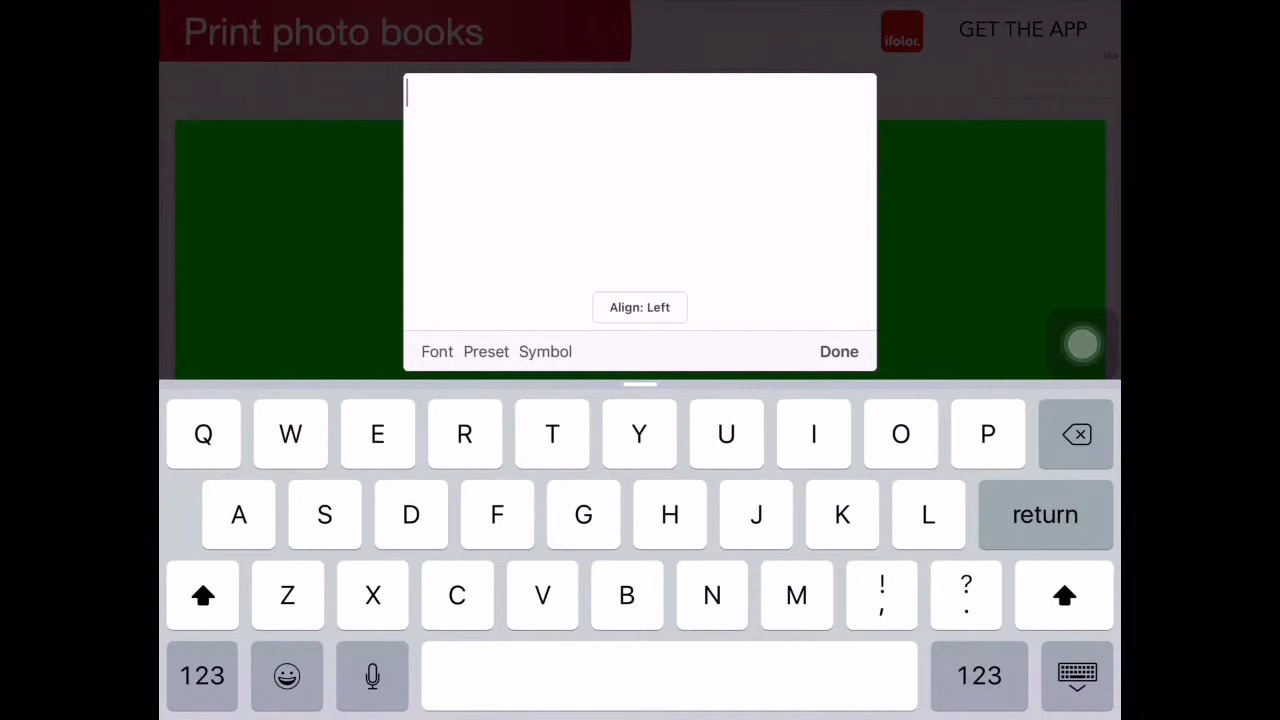 Print photo books
ifolor.
GET THE APP
Align: Left
Font Preset Symbol Done
Q W E R T Y U I O P
A S D F G H J K L return
Z X C V B N M ! , ? .
123 123